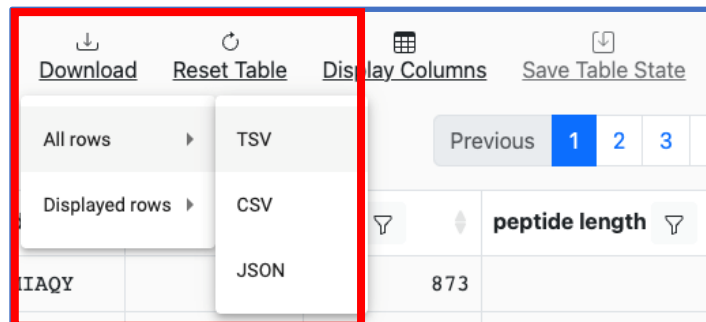 Download Reset Table Display Columns Save Table State
All rows TSV
Previous 1 2 3
Displayed rows CSV
peptide length
JSON
IAQY 873